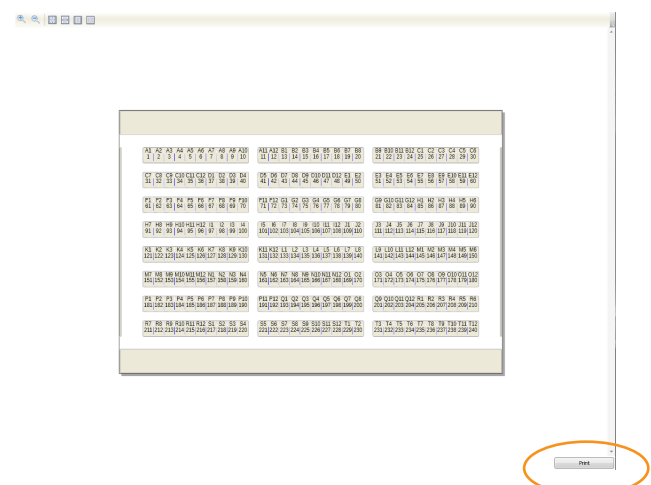 A1 A2 A3 A4 A5 A6 A7 A8 A9 A10 A11 A12 B1 B2 B3 B4 B5 B6 B7 B8 B9 B10 B11 B12 C1 C2 C3 C4 C5 C6
1 2 3 4 5 6 7 8 9 10 11 12 13 14 15 16 17 18 19 20 21 22 23 24 25 26 27 28 29 30
C7 C8 C9 C10 C11 C12 D1 D2 D3 D4 D5 D6 D7 D8 D9 D10 D11 D12 E1 E2 E3 E4 E5 E6 E7 E8 E9 E10 E11 E12
31 32 33 34 35 36 37 38 39 40 41 42 43 44 45 46 47 48 49 50 51 52 53 54 55 56 57 58 59 60
F1 F2 F3 F4 F5 F6 F7 F8 F9 F10 F11 F12 G1 G2 G3 G4 G5 G6 G7 G8 G9 G10 G11 G12 H1 H2 H3 H4 H5 H6
61 62 63 64 65 66 67 68 69 70 71 72 73 74 75 76 77 78 79 80 81 82 83 84 85 86 87 88 89 90
H7 H8 H9 H10 H11 H12 I1 I2 I3 I4 I5 I6 I7 I8 I9 I10 I11 I12 J1 J2 J3 J4 J5 J6 J7 J8 J9 J10 J11 J12
91 92 93 94 95 96 97 98 99 100 101 102 103 104 105 106 107 108 109 110 111 112 113 114 115 116 117 118 119 120
K1 K2 K3 K4 K5 K6 K7 K8 K9 K10 K11 K12 L1 L2 L3 L4 L5 L6 L7 L8 L9 L10 L11 L12 M1 M2 M3 M4 M5 M6
121 122 123 124 125 126 127 128 129 130 131 132 133 134 135 136 137 138 139 140 141 142 143 144 145 146 147 148 149 150
M7 M8 M9 M10 M11 M12 N1 N2 N3 N4 N5 N6 N7 N8 N9 N10 N11 N12 O1 O2 O3 O4 O5 O6 O7 O8 O9 O10 O11 O12
151 152 153 154 155 156 157 158 159 160 161 162 163 164 165 166 167 168 169 170 171 172 173 174 175 176 177 178 179 180
P1 P2 P3 P4 P5 P6 P7 P8 P9 P10 P11 P12 Q1 Q2 Q3 Q4 Q5 Q6 Q7 Q8 Q9 Q10 Q11 Q12 R1 R2 R3 R4 R5 R6
181 182 183 184 185 186 187 188 189 190 191 192 193 194 195 196 197 198 199 200 201 202 203 204 205 206 207 208 209 210
R7 R8 R9 R10 R11 R12 S1 S2 S3 S4 S5 S6 S7 S8 S9 S10 S11 S12 T1 T2 T3 T4 T5 T6 T7 T8 T9 T10 T11 T12
211 212 213 214 215 216 217 218 219 220 221 222 223 224 225 226 227 228 229 230 231 232 233 234 235 236 237 238 239 240
Print